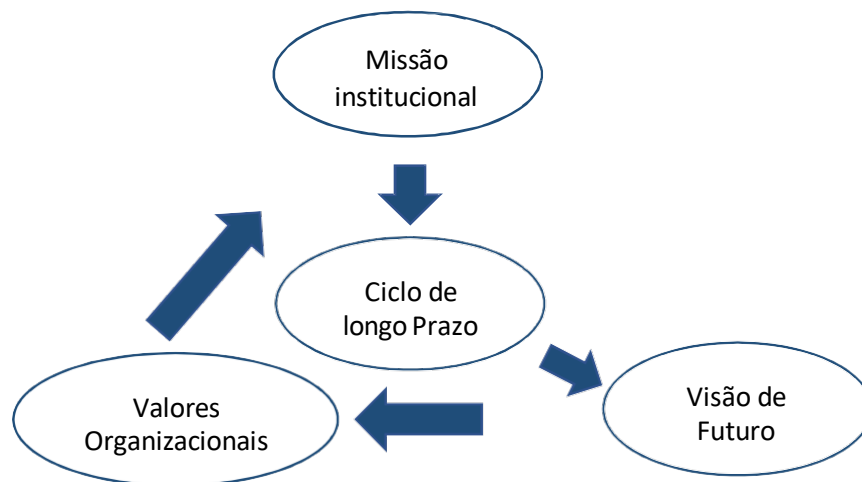 Missão
institucional
Ciclo de
longo Prazo
Valores
Organizacionais
Visão de
Futuro